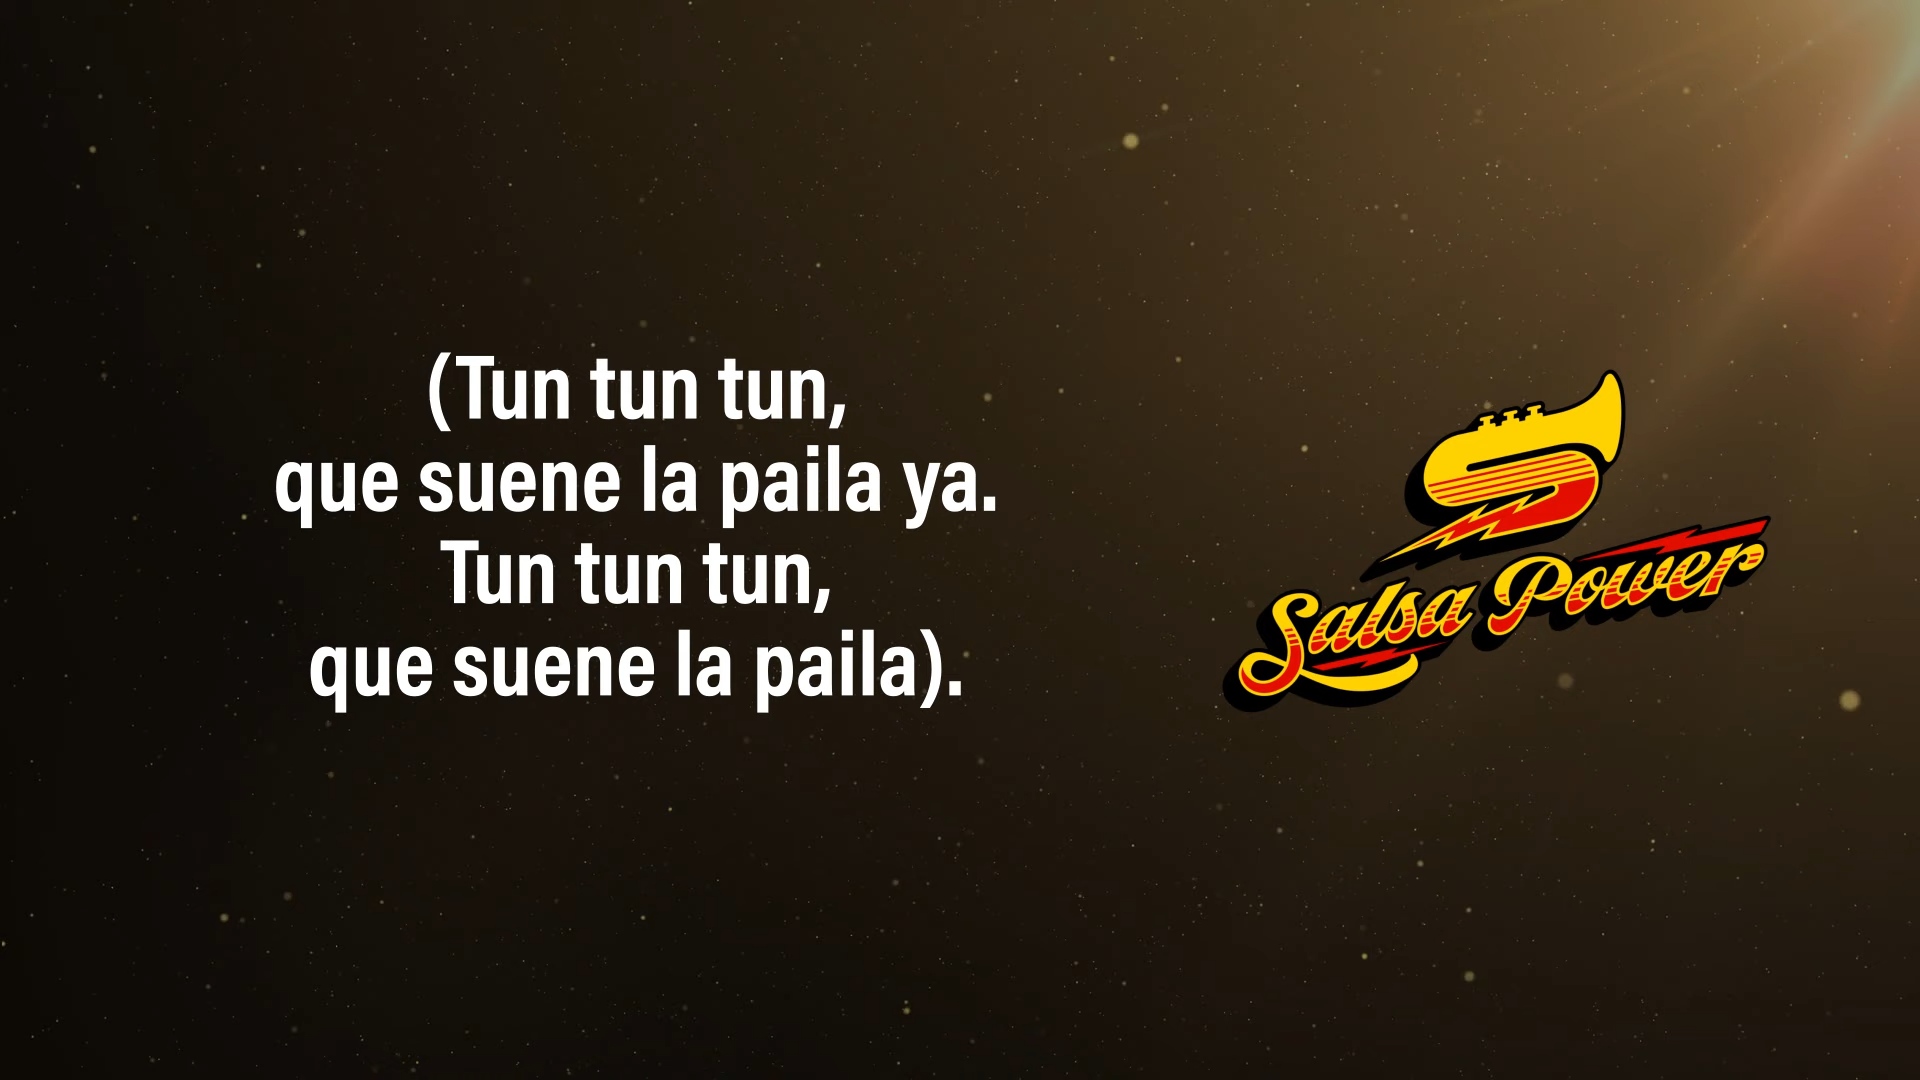 (Tun tun tun,
que suene la paila ya.
Tun tun tun,
que suene la paila).
Salsa Power